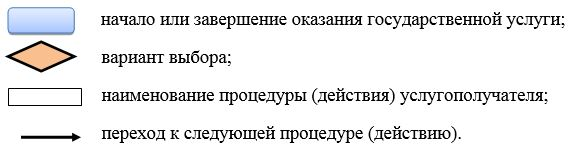 начало или завершение оказания государственной услуги;
вариант выбора;
наименование процедуры (действия) услугополучателя;
переход к следующей процедуре (действию).